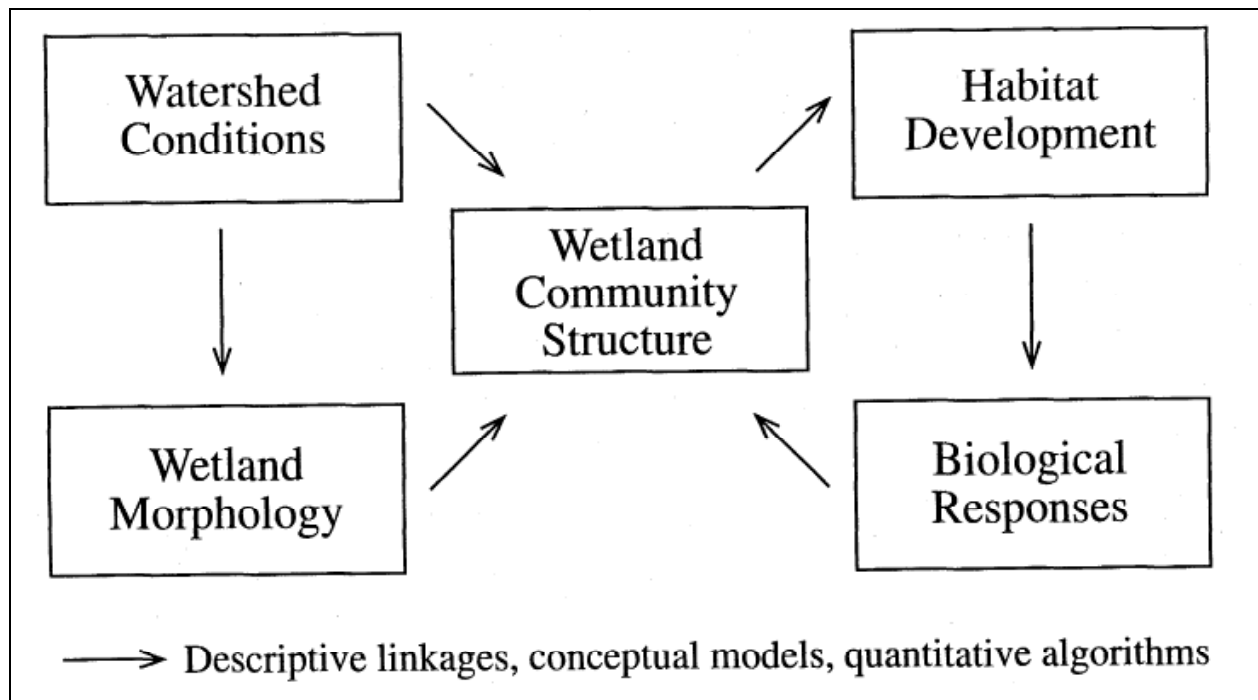 Watershed
Conditions
Habitat
Development
Wetland
Community
Structure
Wetland
Morphology
Biological
Responses
Descriptive linkages, conceptual models, quantitative algorithms